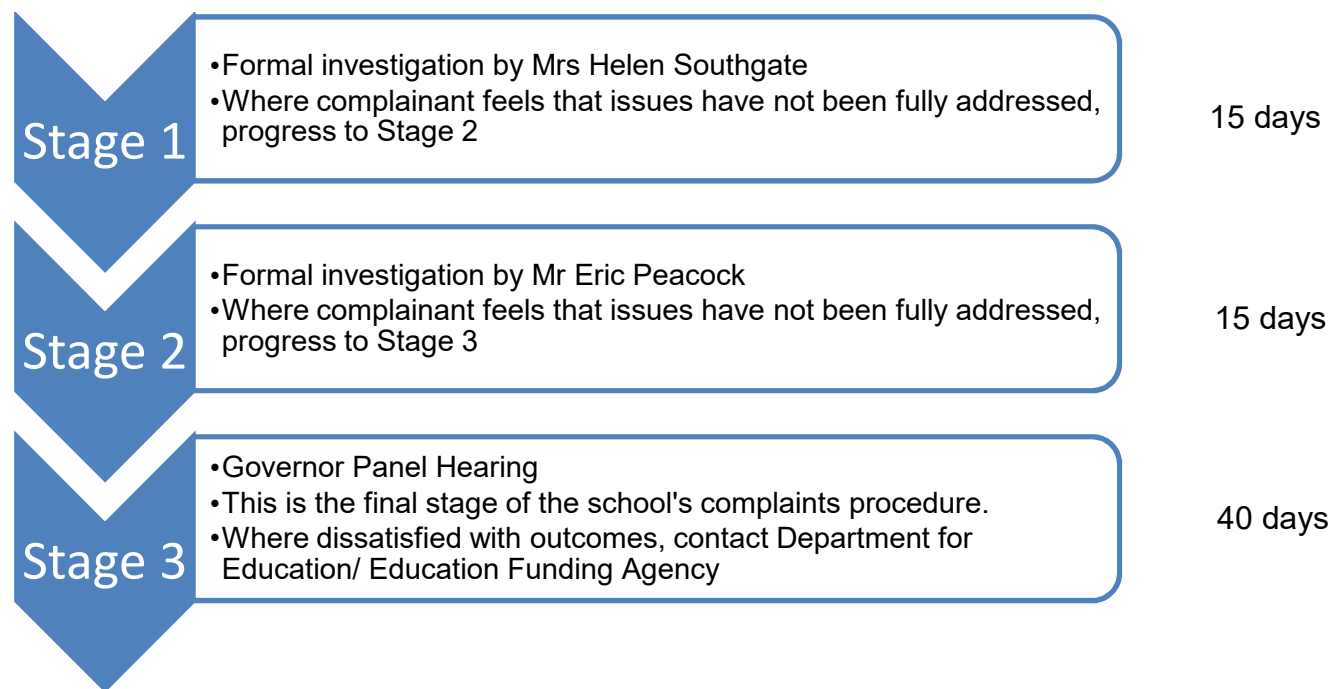 Stage 1
•Formal investigation by Mrs Helen Southgate
•Where complainant feels that issues have not been fully addressed,
progress to Stage 2
15 days
Stage 2
•Formal investigation by Mr Eric Peacock
•Where complainant feels that issues have not been fully addressed,
progress to Stage 3
15 days
Stage 3
•Governor Panel Hearing
•This is the final stage of the school's complaints procedure.
•Where dissatisfied with outcomes, contact Department for
Education/ Education Funding Agency
40 days